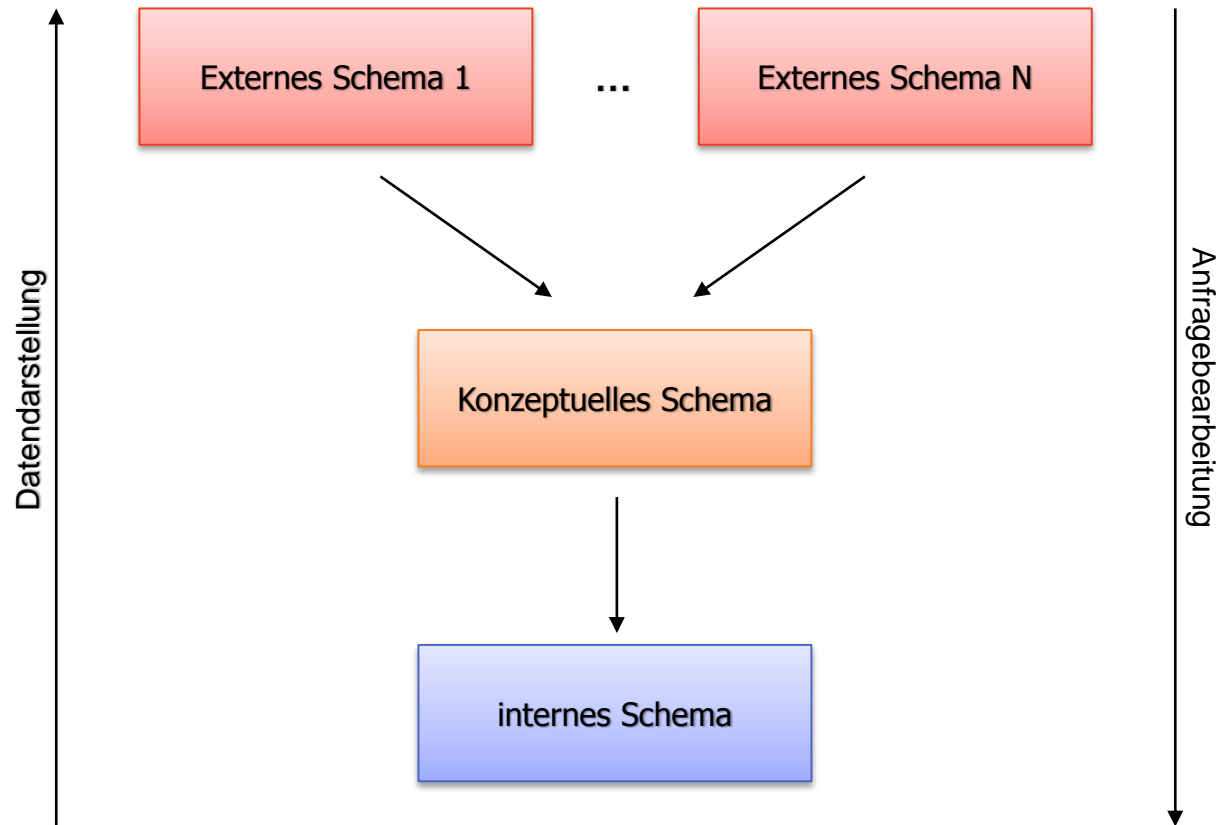 Externes Schema 1
...
Externes Schema N
Datendarstellung
Anfragebearbeitung
Konzeptuelles Schema
internes Schema